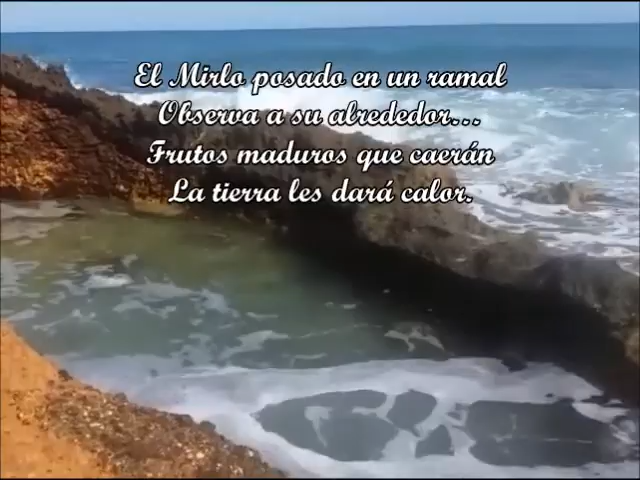 El Mirlo posado en un ramal
Observa a su alrededor...
Frutos maduros que caerán
La tierra les dará calor.